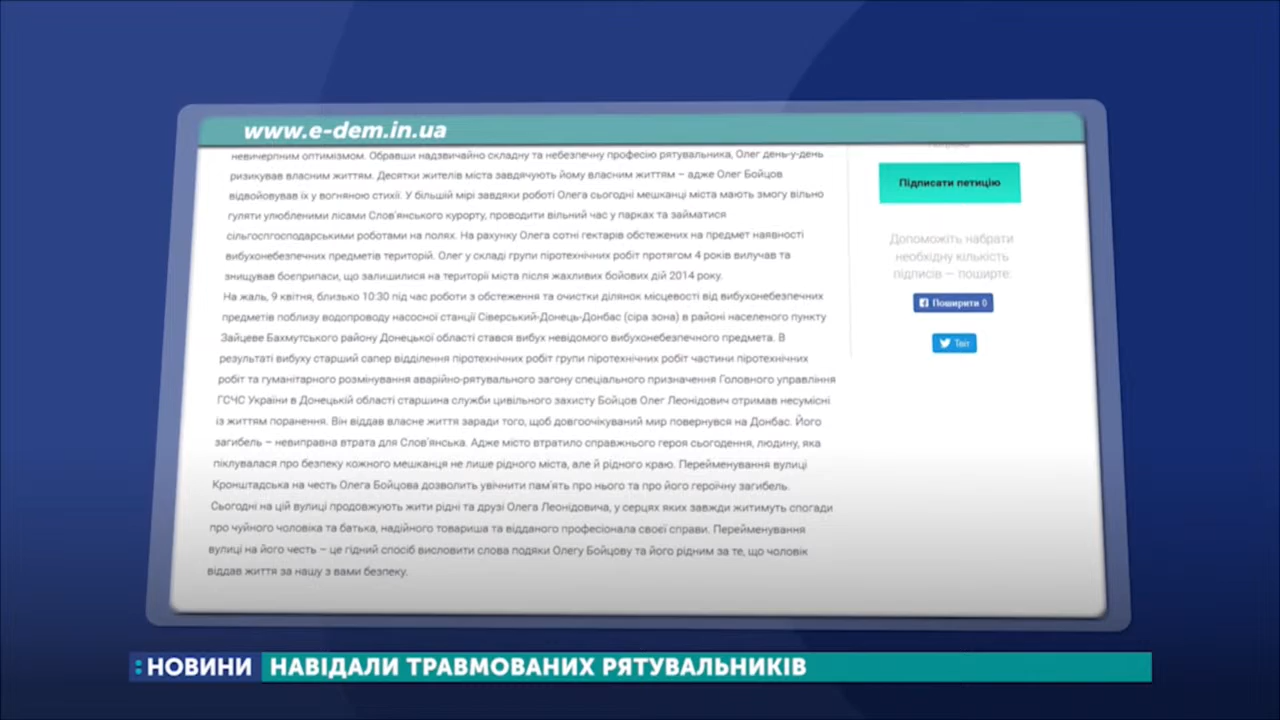 www.e-dem.in.ua
невичерпним оптимізмом. Обравши надзвичайно складну та небезпечну професію рятувальника, Олег день-у-день
ризикував власним життям. Десятки жителів міста завдячують йому власним життям – адже Олег Бойцов
відвойовував їх у вогняною стихії. У більшій мірі завдяки роботі Олега сьогодні мешканці міста мають змогу вільно
гуляти улюбленими лісами Слов'янського курорту, проводити вільний час у парках та займатися
сільгоспгосподарськими роботами на полях. На рахунку Олега сотні гектарів обстежених на предмет наявності
вибухонебезпечних предметів територій. Олег у складі групи піротехнічних робіт протягом 4 років вилучав та
знищував боєприпаси, що залишилися на території міста після жахливих бойових дій 2014 року.
На жаль, 9 квітня, близько 10:30 під час роботи з обстеження та очистки ділянок місцевості від вибухонебезпечних
предметів поблизу водопроводу насосної станції Сіверський-Донець-Донбас (сіра зона) в районі населеного пункту
Зайцеве Бахмутського району Донецької області стався вибух невідомого вибухонебезпечного предмета. В
результаті вибуху старший сапер відділення піротехнічних робіт групи піротехнічних робіт частини піротехнічних
робіт та гуманітарного розмінування аварійно-рятувального загону спеціального призначення Головного управління
ГСЧС України в Донецькій області старшина служби цивільного захисту Бойцов Олег Леонідович отримав несумісні
із життям поранення. Він віддав власне життя заради того, щоб довгоочікуваний мир повернувся на Донбас. Його
загибель – невиправна втрата для Слов'янська. Адже місто втратило справжнього героя сьогодення, людину, яка
піклувалася про безпеку кожного мешканця не лише рідного міста, але й рідного краю. Перейменування вулиці
Кронштадська на честь Олега Бойцова дозволить увічнити пам'ять про нього та про його героїчну загибель.
Сьогодні на цій вулиці продовжують жити рідні та друзі Олега Леонідовича, у серцях яких завжди житимуть спогади
про чуйного чоловіка та батька, надійного товариша та відданого професіонала своєї справи. Перейменування
вулиці на його честь – це гідний спосіб висловити слова подяки Олегу Бойцову та його рідним за те, що чоловік
віддав життя за нашу з вами безпеку.
Підписати петицію
Допоможіть набрати
необхідну кількість
підписів — поширте:
Поширити 0
Твіт
:НОВИНИ НАВІДАЛИ ТРАВМОВАНИХ РЯТУВАЛЬНИКІВ